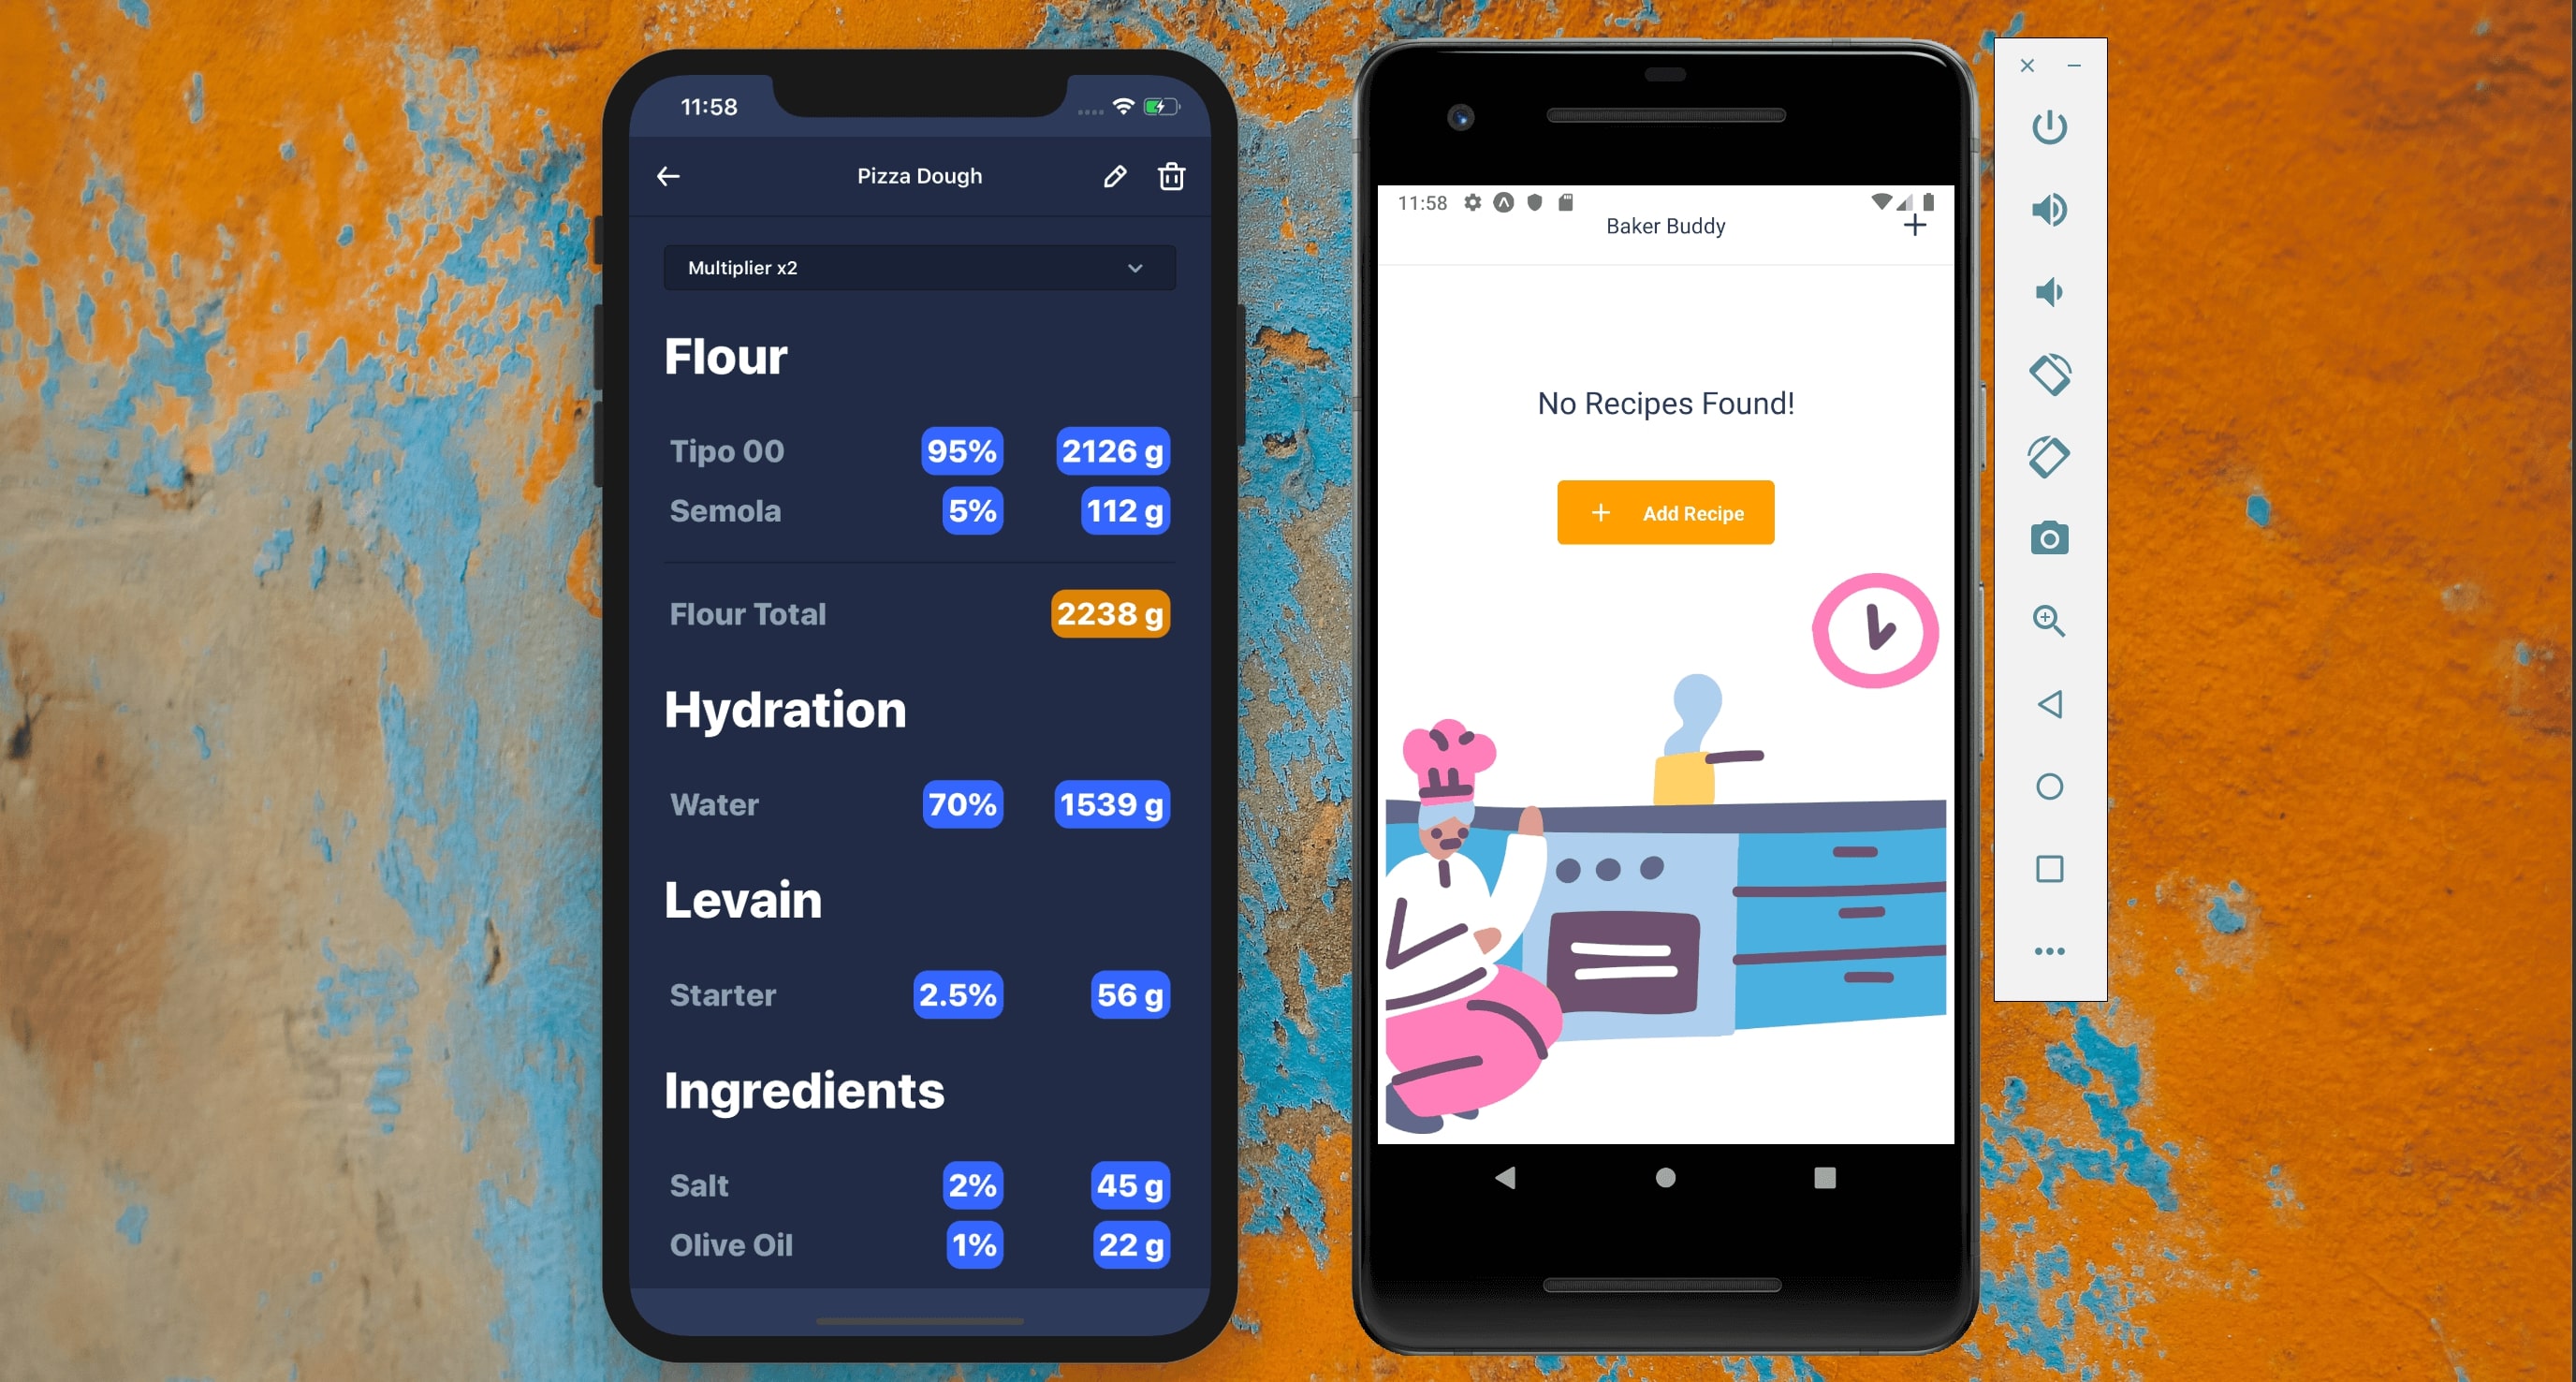 11:58
Pizza Dough
Multiplier x2
Flour
Tipo 00 95% 2126 g
Semola 5% 112 g
Flour Total 2238 g
Hydration
Water 70% 1539 g
Levain
Starter 2.5% 56 g
Ingredients
Salt 2% 45 g
Olive Oil 1% 22 g
11:58
Baker Buddy
No Recipes Found!
Add Recipe